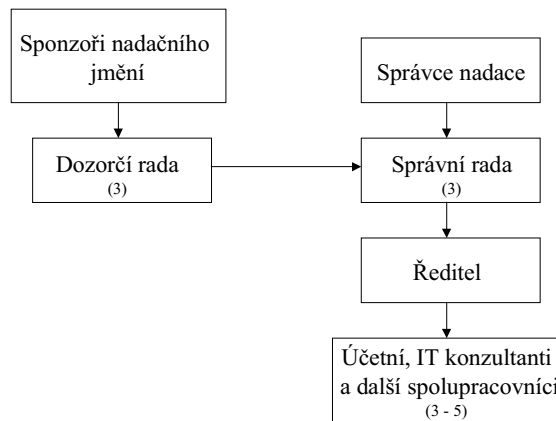 Sponzoři nadačního
jmění
Správce nadace
Dozorčí rada
(3)
Správní rada
(3)
Ředitel
Účetní, IT konzultanti
a další spolupracovníci
(3 - 5)